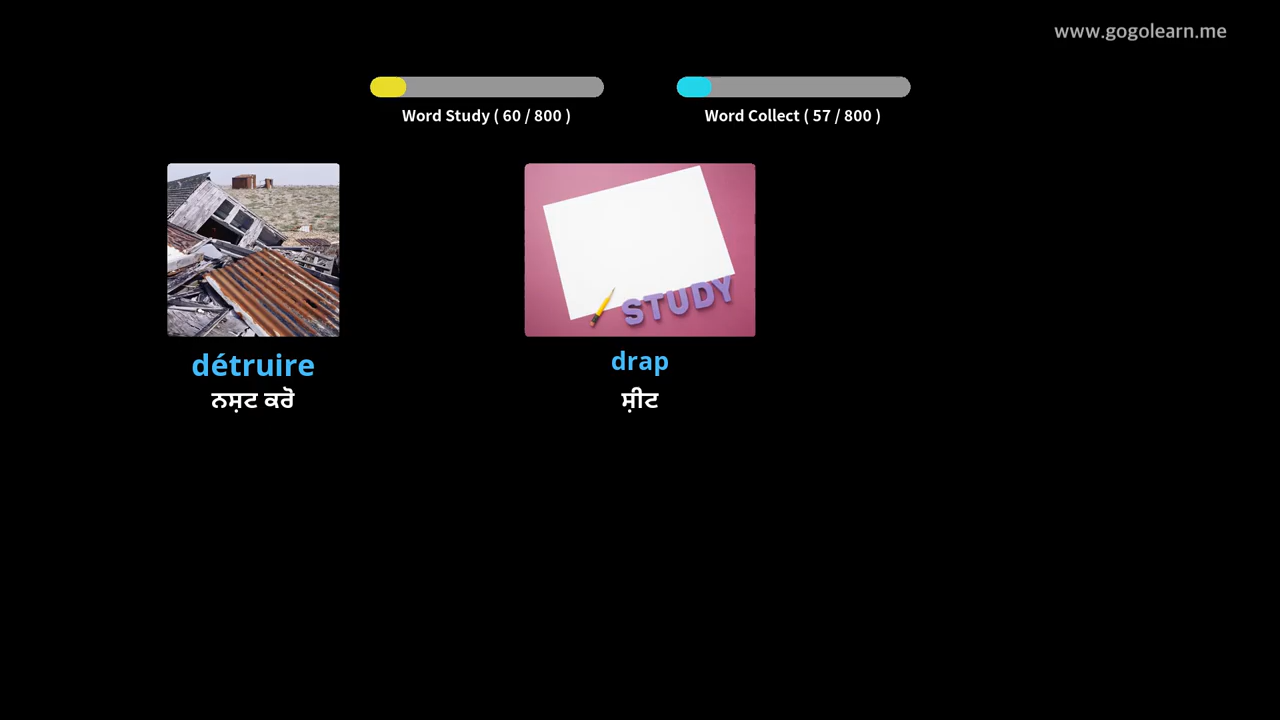 www.gogolearn.me
Word Study ( 60 / 800 )
Word Collect ( 57 / 800 )
STUDY
détruire
ਨਸ਼ਟ ਕਰੋ
drap
ਸ਼ੀਟ